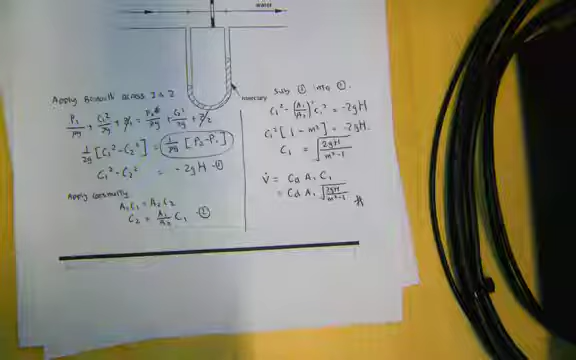 water
mercury
Apply Bernoulli across 1 & 2
P₁/ρg + C₁²/2g + z₁ = P₂/ρg + C₂²/2g + z₂
1/2g [C₁² - C₂²] = 1/ρg [P₂ - P₁]
C₁² - C₂² = - 2gH - ①
Apply continuity
A₁C₁ = A₂C₂
C₂ = A₁/A₂ C₁ - ②
Sub ② into ①.
C₁² - (A₁/A₂)² C₁² = -2gH
C₁² [1 - m²] = -2gH.
C₁ = √(2gH/m²-1)
V̇ = Cd A₁ C₁
= Cd A₁ √(2gH/m²-1)